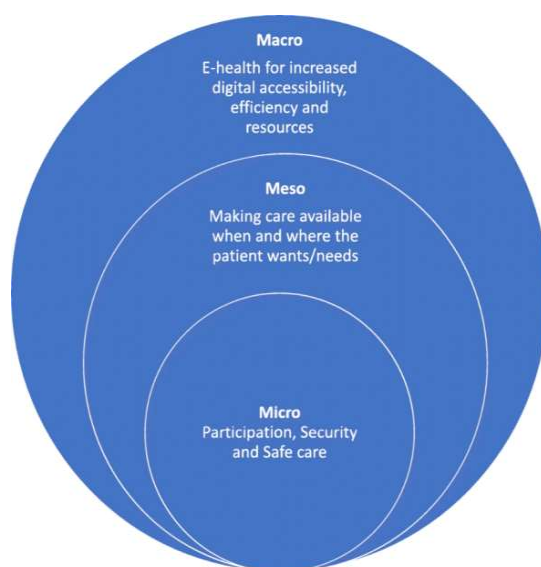 Macro
E-health for increased
digital accessibility,
efficiency and
resources
Meso
Making care available
when and where the
patient wants/needs
Micro
Participation, Security
and Safe care